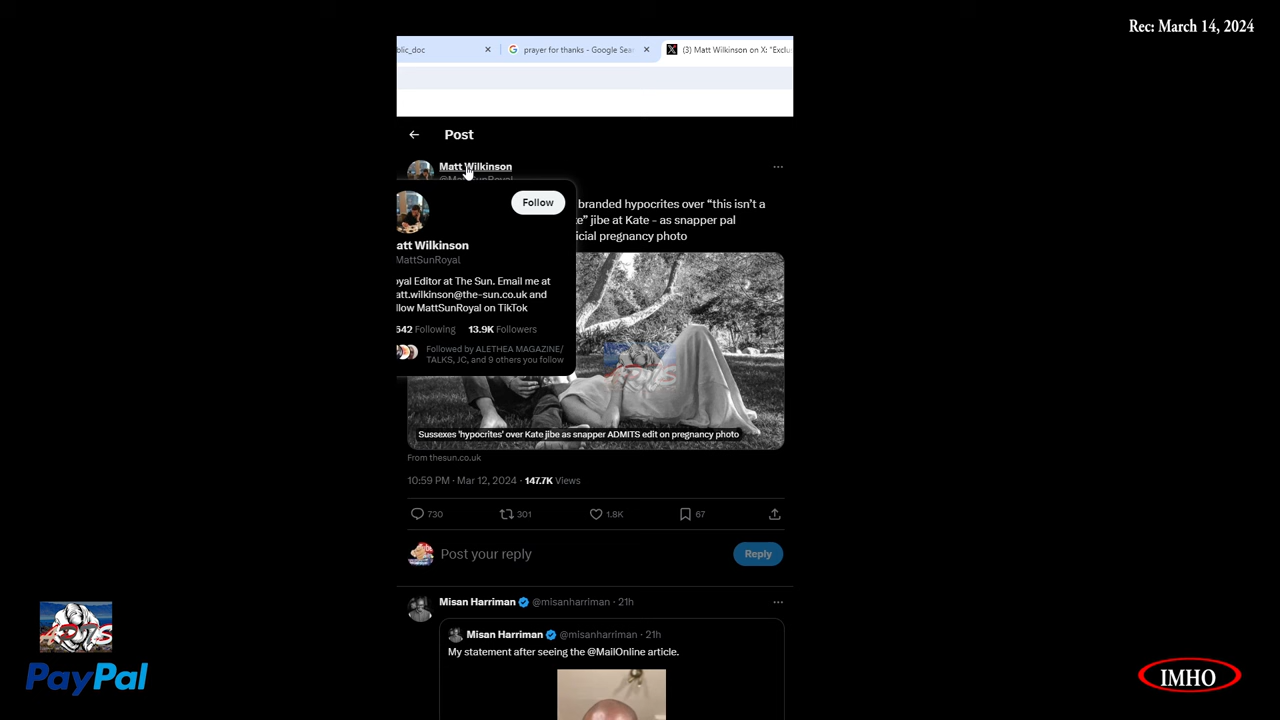 Rec: March 14, 2024
blic_doc
prayer for thanks - Google Sea
(3) Matt Wilkinson on X: "Exclu
Post
Matt Wilkinson
@MattSunRoyal
branded hypocrites over “this isn’t a
e” jibe at Kate - as snapper pal
icial pregnancy photo
Follow
att Wilkinson
MattSunRoyal
oyal Editor at The Sun. Email me at
att.wilkinson@the-sun.co.uk and
llow MattSunRoyal on TikTok
642 Following 13.9K Followers
Followed by ALETHEA MAGAZINE/
TALKS, JC, and 9 others you follow
Sussexes 'hypocrites' over Kate jibe as snapper ADMITS edit on pregnancy photo
From thesun.co.uk
10:59 PM · Mar 12, 2024 · 147.7K Views
730 301 1.8K 67
Post your reply
Reply
Misan Harriman @misanharriman · 21h
Misan Harriman @misanharriman · 21h
My statement after seeing the @MailOnline article.
PayPal
IMHO